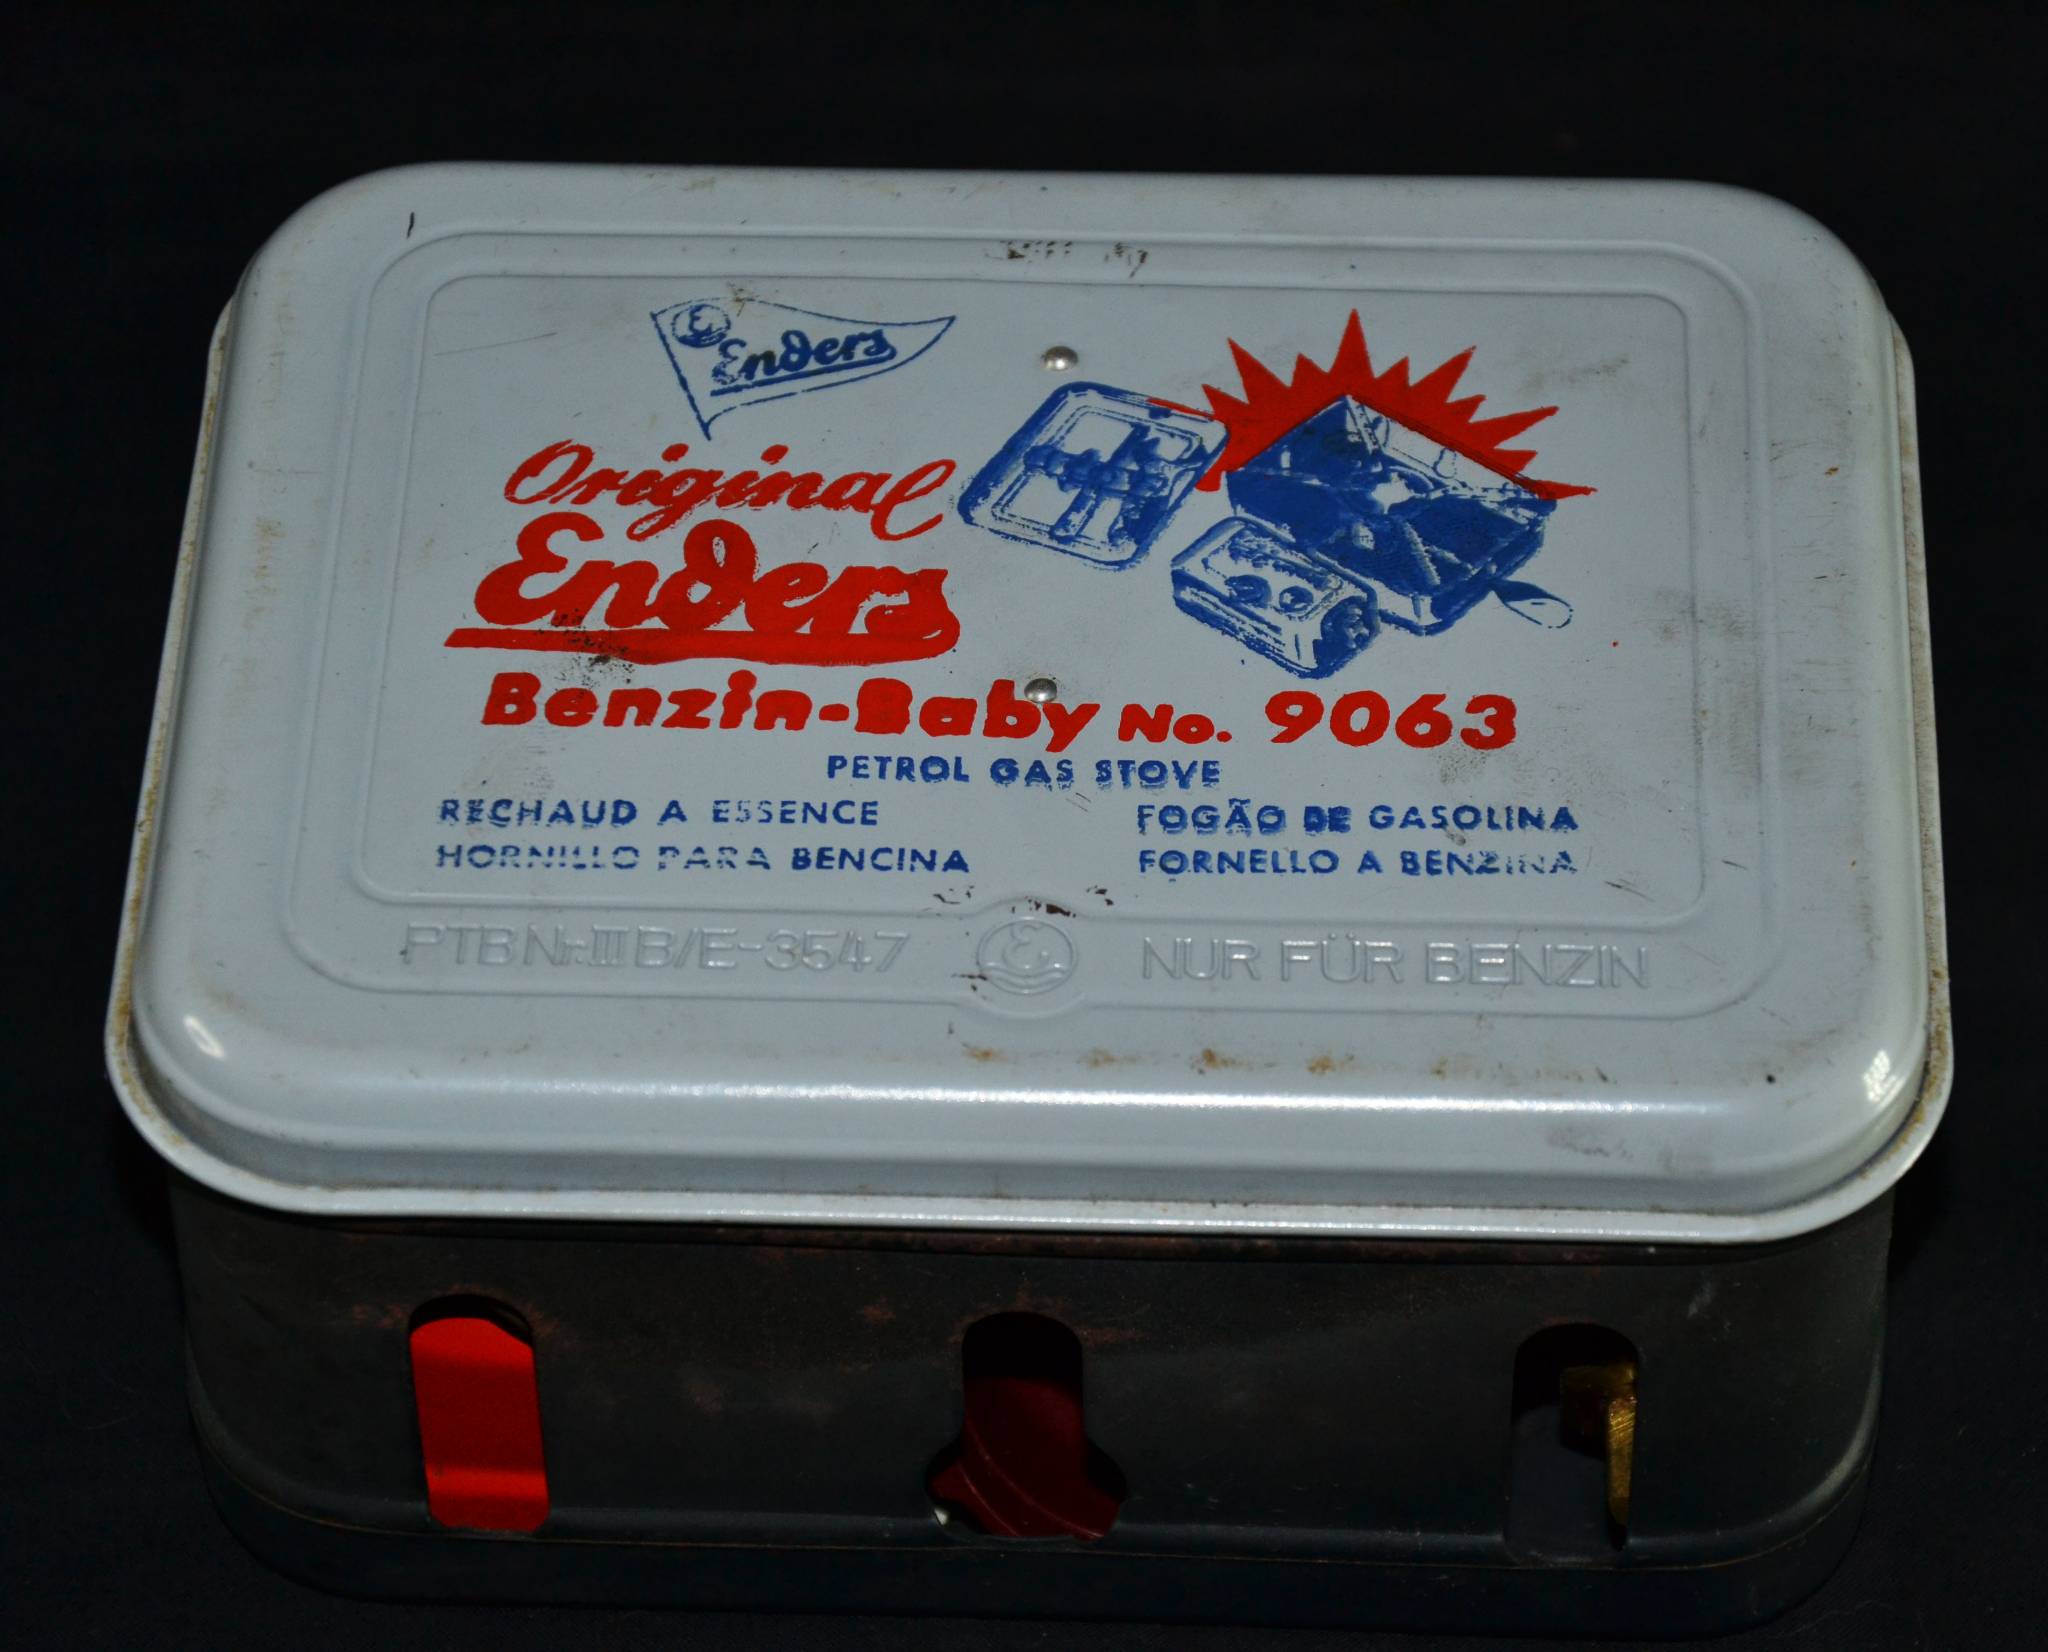 E Enders
Original
Enders
Benzin-Baby No. 9063
PETROL GAS STOVE
RECHAUD A ESSENCE
HORNILLO PARA BENCINA
FOGÃO DE GASOLINA
FORNELLO A BENZINA
PTB Nr. III B/E-3547 E NUR FÜR BENZIN